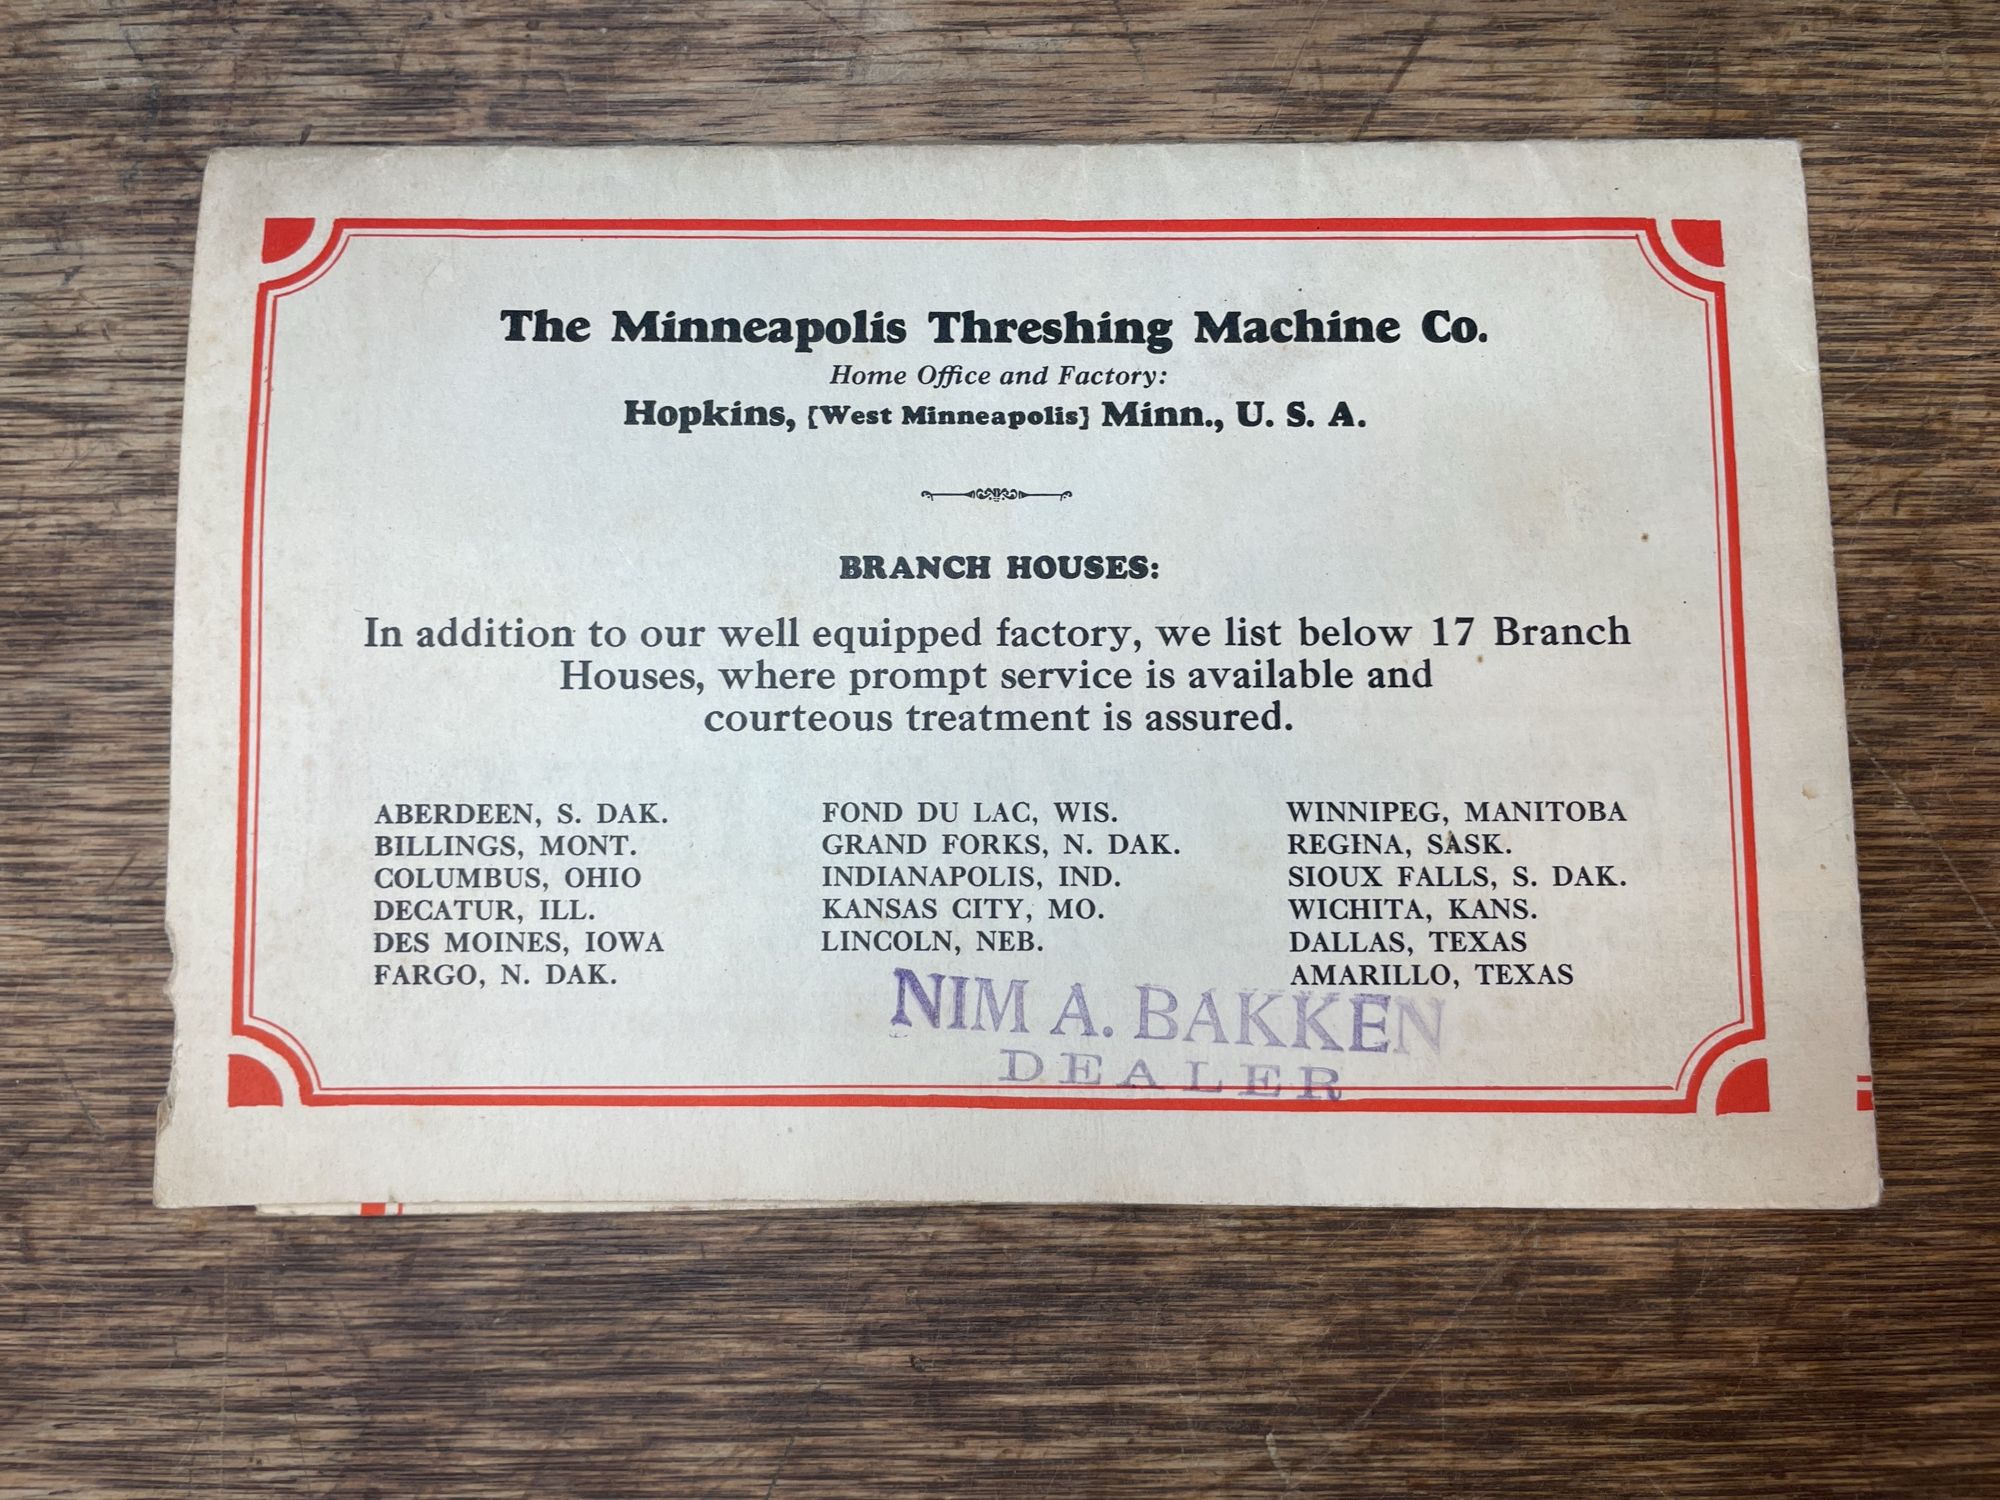 The Minneapolis Threshing Machine Co.
Home Office and Factory:
Hopkins, [West Minneapolis] Minn., U. S. A.
BRANCH HOUSES:
In addition to our well equipped factory, we list below 17 Branch
Houses, where prompt service is available and
courteous treatment is assured.
ABERDEEN, S. DAK.
BILLINGS, MONT.
COLUMBUS, OHIO
DECATUR, ILL.
DES MOINES, IOWA
FARGO, N. DAK.
FOND DU LAC, WIS.
GRAND FORKS, N. DAK.
INDIANAPOLIS, IND.
KANSAS CITY, MO.
LINCOLN, NEB.
WINNIPEG, MANITOBA
REGINA, SASK.
SIOUX FALLS, S. DAK.
WICHITA, KANS.
DALLAS, TEXAS
AMARILLO, TEXAS
NIM A. BAKKEN
DEALER